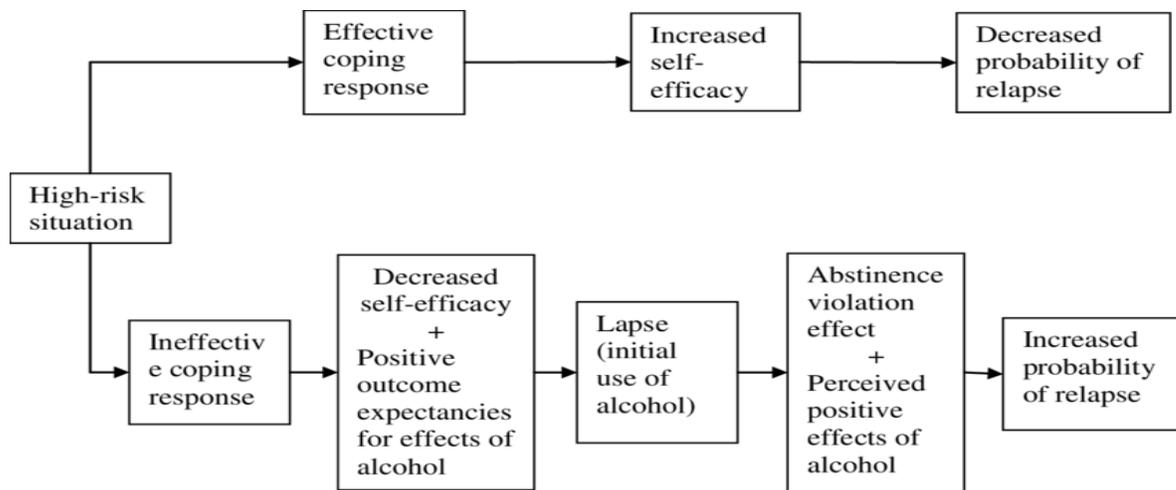 Effective
coping
response
Increased
self-
efficacy
Decreased
probability of
relapse
High-risk
situation
Ineffectiv
e coping
response
Decreased
self-efficacy
+
Positive
outcome
expectancies
for effects of
alcohol
Lapse
(initial
use of
alcohol)
Abstinence
violation
effect
+
Perceived
positive
effects of
alcohol
Increased
probability
of relapse